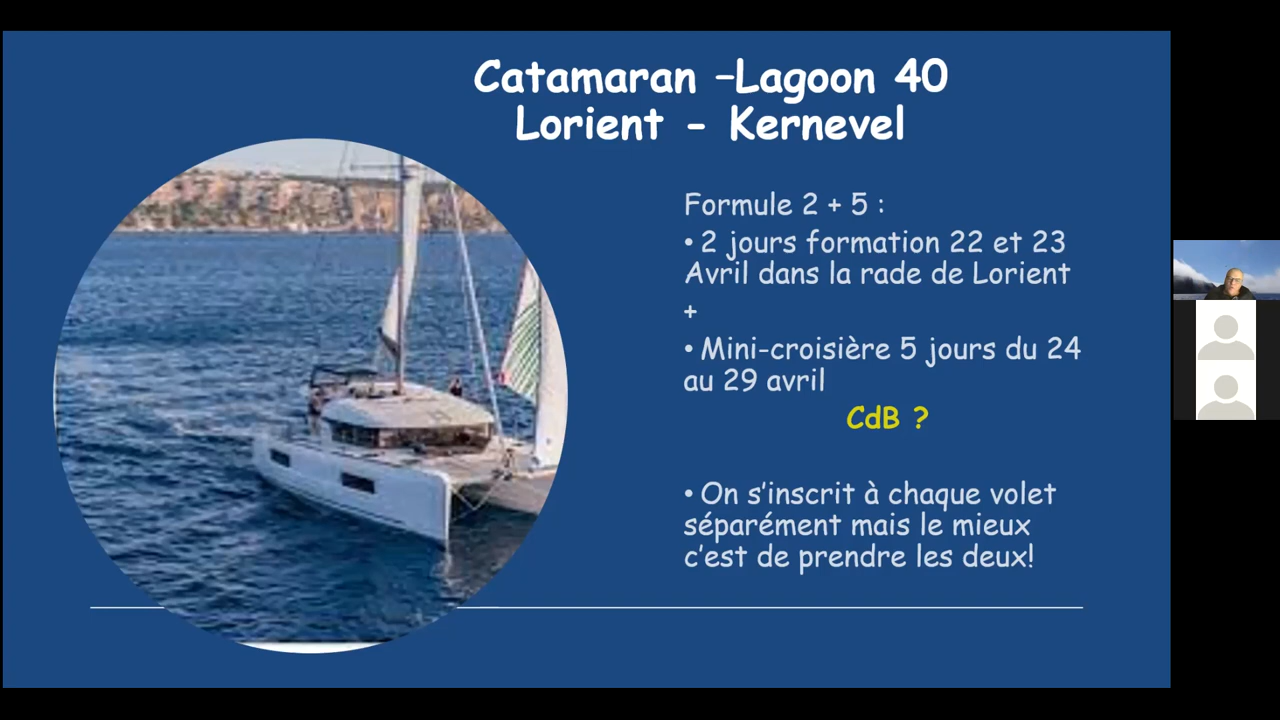 Catamaran –Lagoon 40
Lorient - Kernevel
Formule 2 + 5 :
• 2 jours formation 22 et 23
Avril dans la rade de Lorient
+
• Mini-croisière 5 jours du 24
au 29 avril
CdB ?
• On s'inscrit à chaque volet
séparément mais le mieux
c'est de prendre les deux!